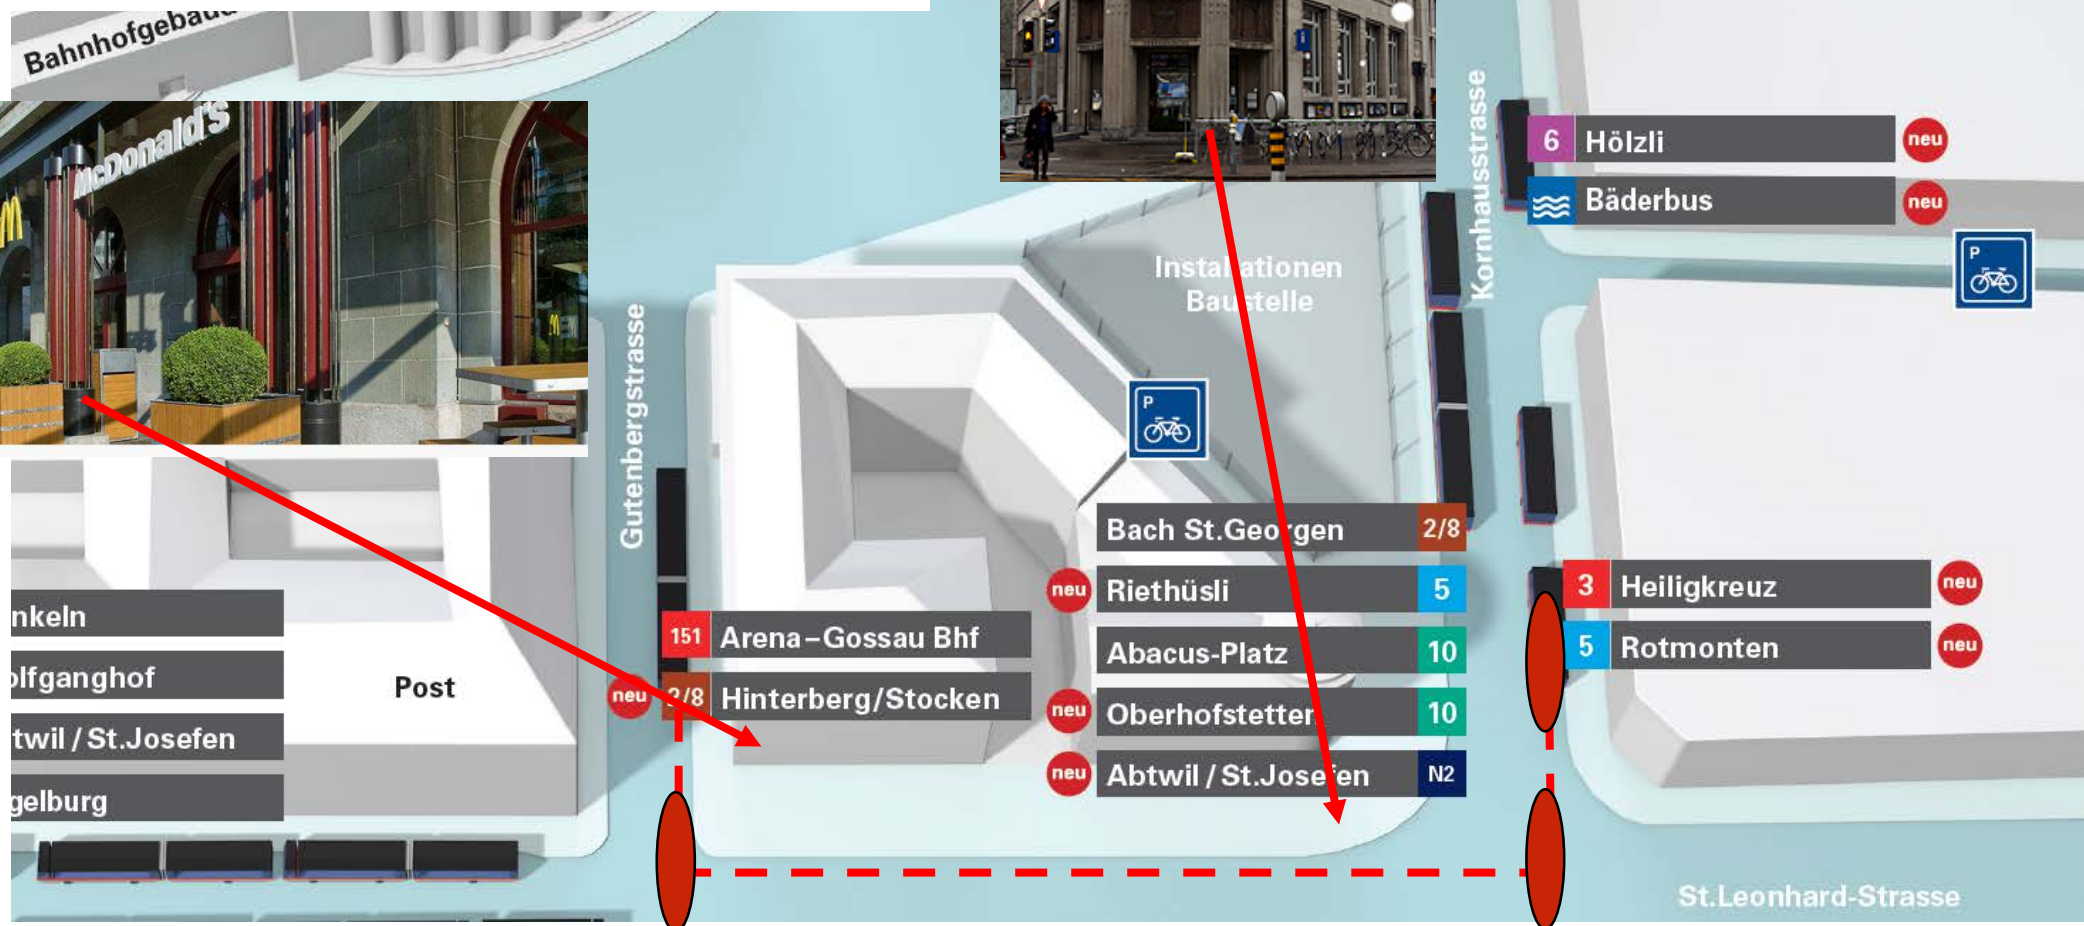 Bahnhofgebäud
McDonald's
Kornhausstrasse
6 Hölzli neu
Bäderbus neu
P
Installationen
Baustelle
Gutenbergstrasse
P
Bach St.Georgen 2/8
neu Riethüsli 5
Abacus-Platz 10
neu Oberhofstetten 10
neu Abtwil / St.Josefen N2
3 Heiligkreuz neu
5 Rotmonten neu
151 Arena–Gossau Bhf
neu 2/8 Hinterberg/Stocken
nkeln
olfganghof
twil / St.Josefen
gelburg
Post
St.Leonhard-Strasse